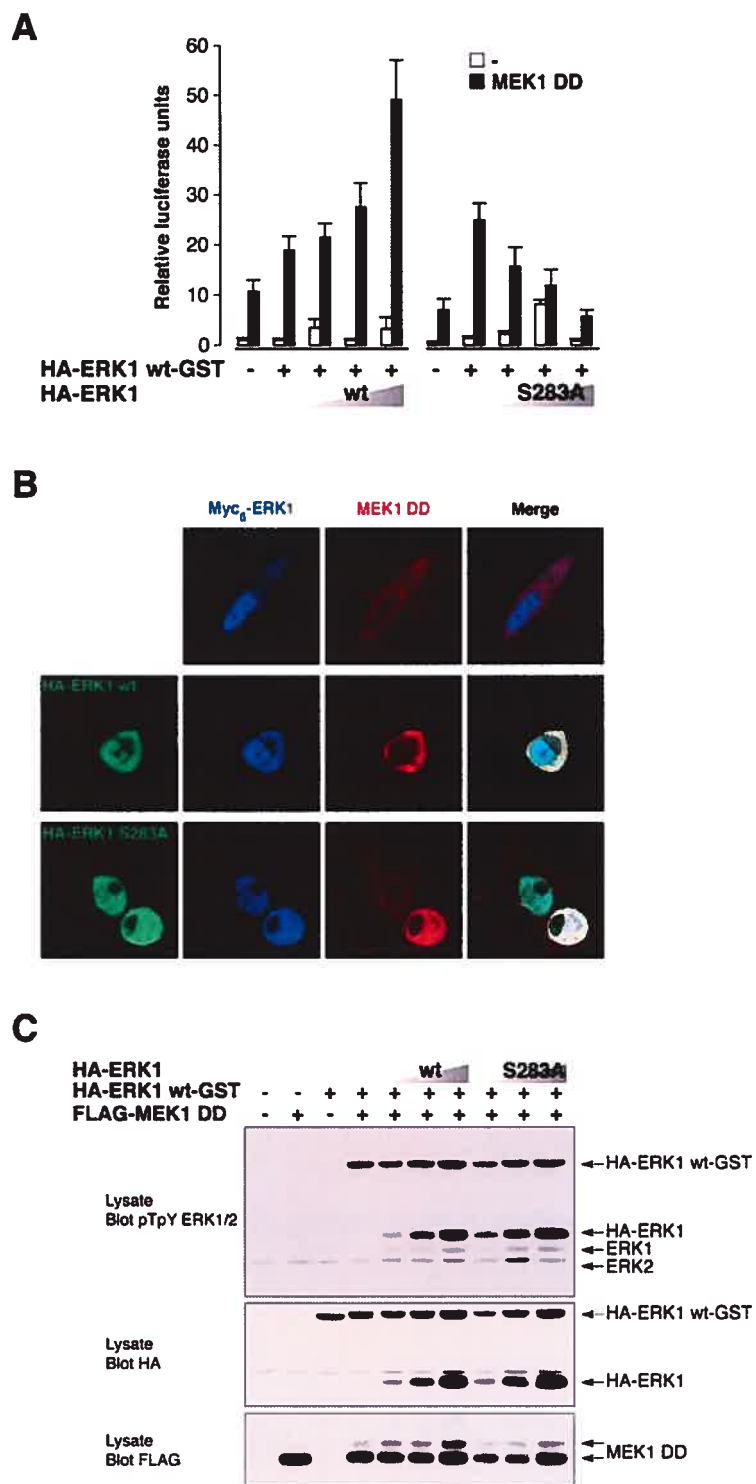 A
60
50
40
30
20
10
0
Relative luciferase units
-
MEK1 DD
HA-ERK1 wt-GST - + + + + - + + + +
HA-ERK1 wt S283A
B
Myc6-ERK1 MEK1 DD Merge
HA-ERK1 wt
HA-ERK1 S283A
C
HA-ERK1 wt S283A
HA-ERK1 wt-GST - - + + + + + + + +
FLAG-MEK1 DD - + - + + + + + + +
Lysate
Blot pTpY ERK1/2
HA-ERK1 wt-GST
HA-ERK1
ERK1
ERK2
Lysate
Blot HA
HA-ERK1 wt-GST
HA-ERK1
Lysate
Blot FLAG
MEK1 DD